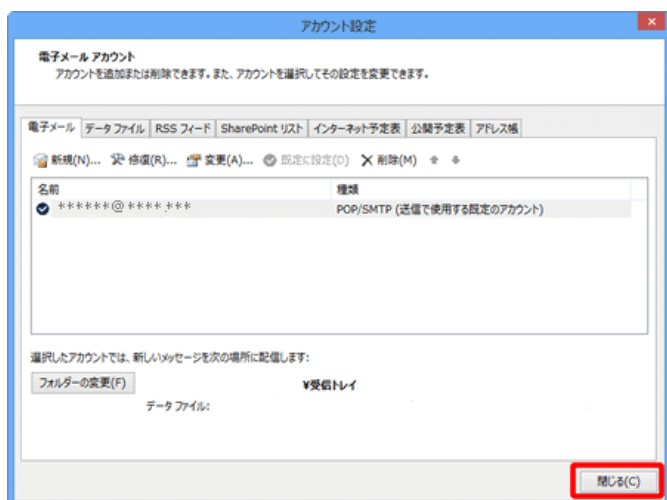 アカウント設定
電子メール アカウント
アカウントを追加または削除できます。また、アカウントを選択してその設定を変更できます。
電子メール データ ファイル RSS フィード SharePoint リスト インターネット予定表 公開予定表 アドレス帳
新規(N)... 修復(R)... 変更(A)... 既定に設定(D) 削除(M)
名前 種類
******@****.*** POP/SMTP (送信で使用する既定のアカウント)
選択したアカウントでは、新しいメッセージを次の場所に配信します:
フォルダーの変更(F) ¥受信トレイ
データ ファイル:
閉じる(C)